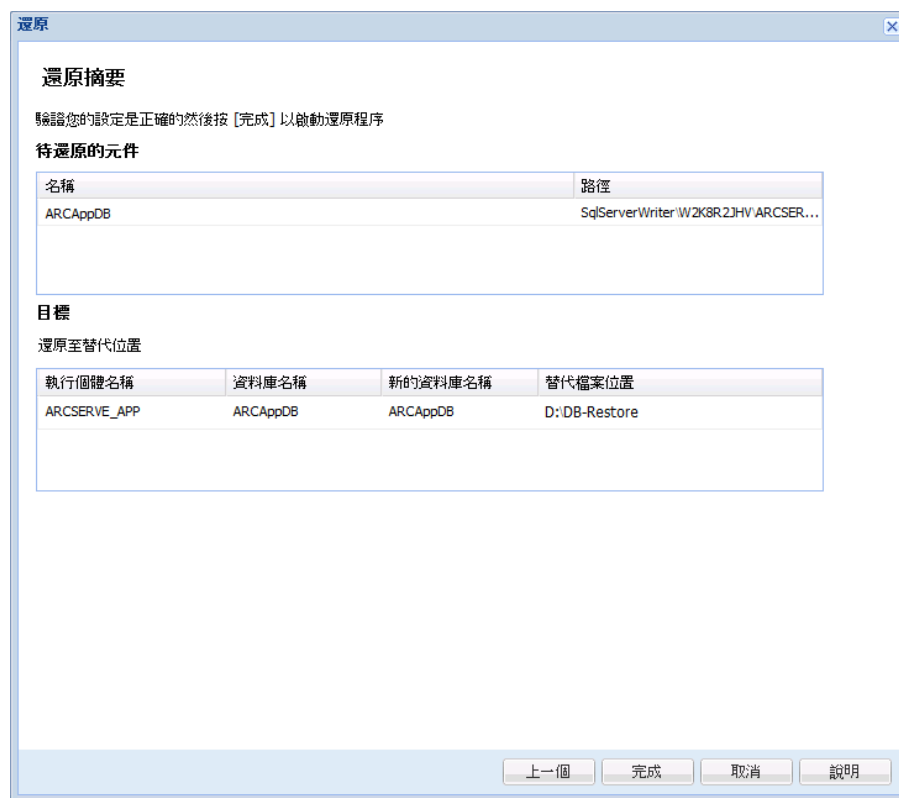 還原
還原摘要
驗證您的設定是正確的然後按 [完成] 以啟動還原程序
待還原的元件
名稱 路徑
ARCAppDB SqlServerWriter\W2K8R2JHV\ARCSER...
目標
還原至替代位置
執行個體名稱 資料庫名稱 新的資料庫名稱 替代檔案位置
ARCSERVE_APP ARCAppDB ARCAppDB D:\DB-Restore
上一個 完成 取消 說明